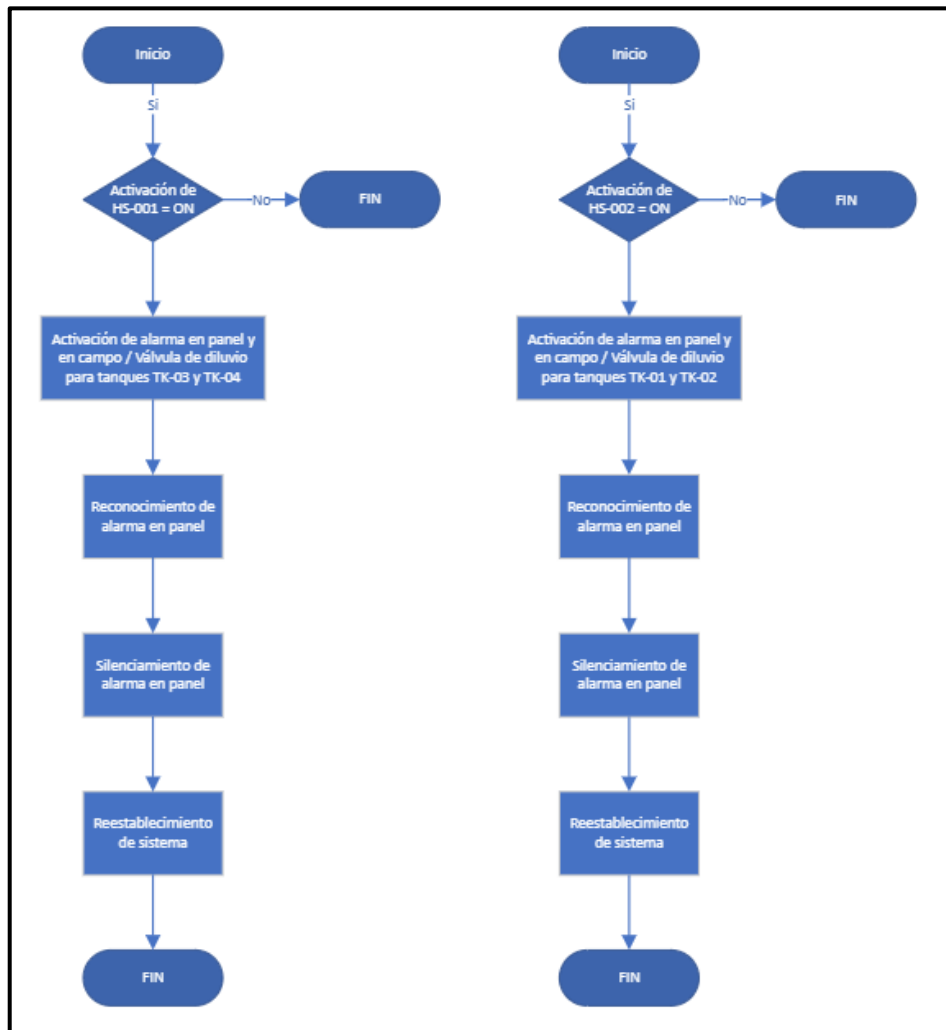 Inicio
Si
Activación de
HS-001 = ON
No
FIN
Activación de alarma en panel y
en campo / Válvula de diluvio
para tanques TK-03 y TK-04
Reconocimiento de
alarma en panel
Silenciamiento de
alarma en panel
Reestablecimiento
de sistema
FIN
Inicio
Si
Activación de
HS-002 = ON
No
FIN
Activación de alarma en panel y
en campo / Válvula de diluvio
para tanques TK-01 y TK-02
Reconocimiento de
alarma en panel
Silenciamiento de
alarma en panel
Reestablecimiento
de sistema
FIN